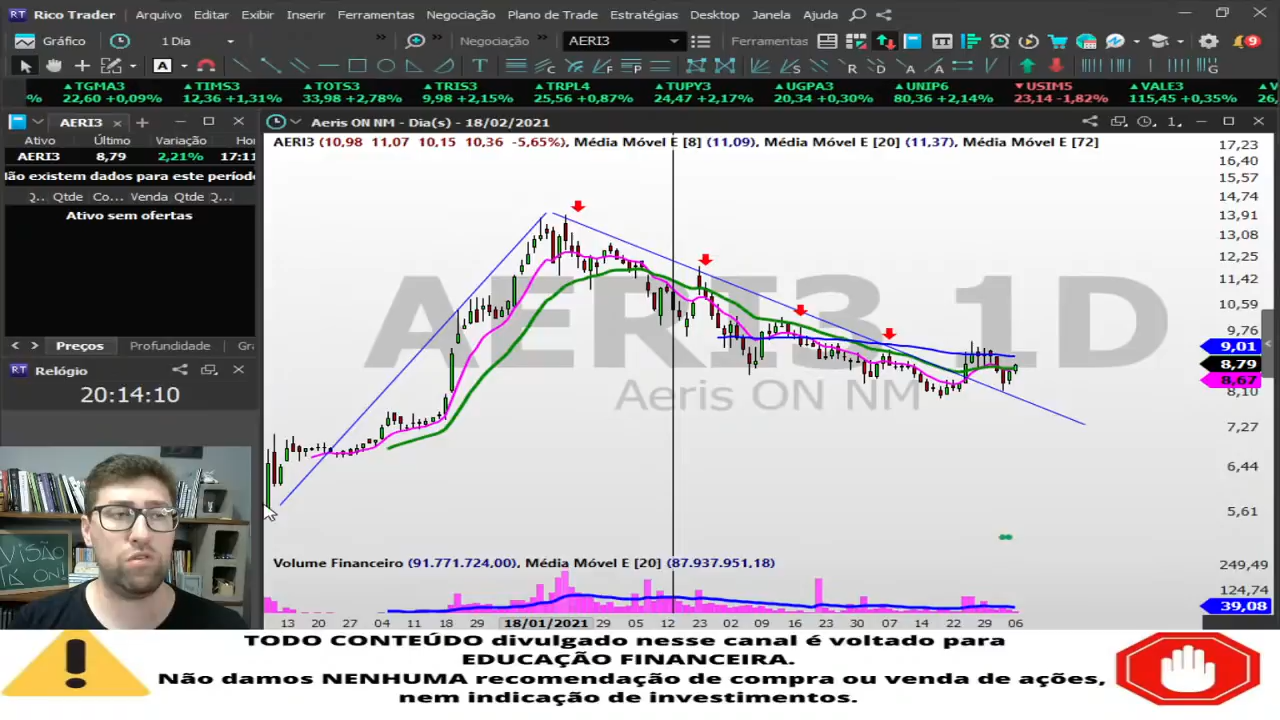 RT Rico Trader Arquivo Editar Exibir Inserir Ferramentas Negociação Plano de Trade Estratégias Desktop Janela Ajuda
Gráfico 1 Dia Negociação AERI3 Ferramentas 9
TGMA3 TIMS3 TOTS3 TRIS3 TRPL4 TUPY3 UGPA3 UNIP6 USIM5 VALE3
% 22,60 +0,09% 12,36 +1,31% 33,98 +2,78% 9,98 +2,15% 25,56 +0,87% 24,47 +2,17% 20,34 +0,30% 80,36 +2,14% 23,14 -1,82% 115,45 +0,35% 26,
AERI3
Ativo Último Variação Hor
AERI3 8,79 2,21% 17:11
Não existem dados para este período
Q.. Qtde Co... Venda Qtde Q...
Ativo sem ofertas
Preços Profundidade Gr
RT Relógio
20:14:10
VISÃO
TÁ ON!
Aeris ON NM - Dia(s) - 18/02/2021
AERI3 (10,98 11,07 10,15 10,36 -5,65%), Média Móvel E [8] (11,09), Média Móvel E [20] (11,37), Média Móvel E [72]
AERI3 1D
Aeris ON NM
17,23
16,40
15,57
14,74
13,91
13,08
12,25
11,42
10,59
9,76
9,01
8,79
8,67
8,10
7,27
6,44
5,61
Volume Financeiro (91.771.724,00), Média Móvel E [20] (87.937.951,18)
249,49
124,74
39,08
13 20 27 04 11 18 29 18/01/2021 29 05 12 23 02 09 16 23 30 07 14 22 29 06
TODO CONTEÚDO divulgado nesse canal é voltado para
EDUCAÇÃO FINANCEIRA.
Não damos NENHUMA recomendação de compra ou venda de ações,
nem indicação de investimentos.